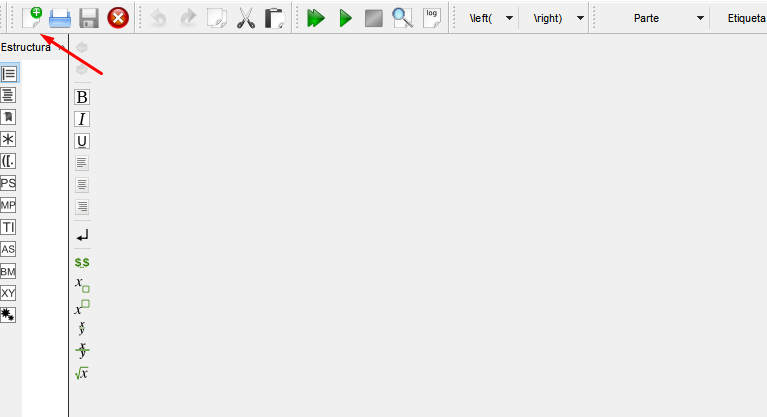 log
\left(
\right)
Parte
Etiqueta
Estructura
B
I
U
([.
PS
MP
TI
AS
BM
XY
$$
x
x
x
y
x
y
√x